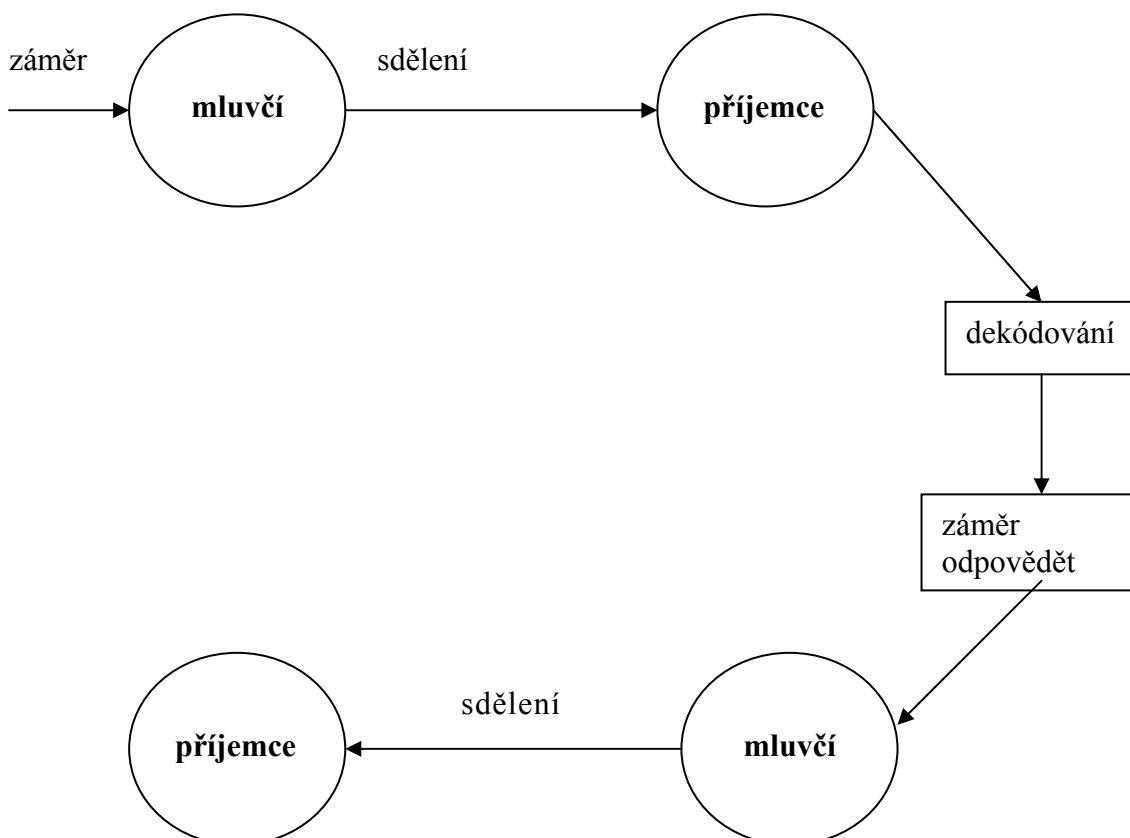 záměr
sdělení
mluvčí
příjemce
dekódování
záměr
odpovědět
sdělení
příjemce
mluvčí